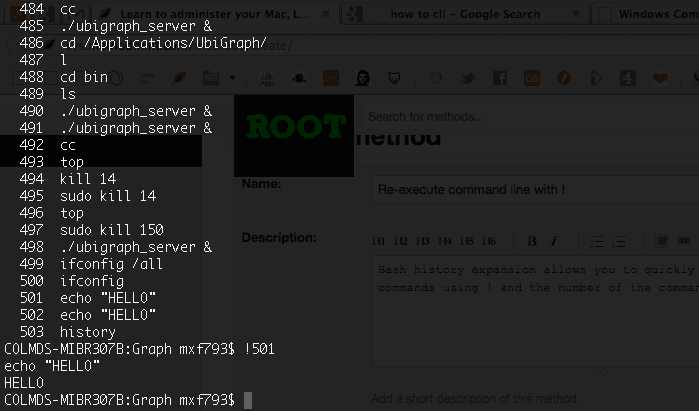 484 cc
485 ./ubigraph_server &
486 cd /Applications/UbiGraph/
487 l
488 cd bin
489 ls
490 ./ubigraph_server &
491 ./ubigraph_server &
492 cc
493 top
494 kill 14
495 sudo kill 14
496 top
497 sudo kill 150
498 ./ubigraph_server &
499 ifconfig /all
500 ifconfig
501 echo "HELLO"
502 echo "HELLO"
503 history
COLMDS-MIBR307B:Graph mxf793$ !501
echo "HELLO"
HELLO
COLMDS-MIBR307B:Graph mxf793$
Learn to administer your Mac, L
how to cli - Google Search
Windows Com
eate/
PMA
ROOT
Search for methods...
method
Name:
Re-execute command line with !
Description:
H1 H2 H3 H4 H5 H6 B I
Bash history expansion allows you to quickly
commands using ! and the number of the comman
Add a short description of this method.